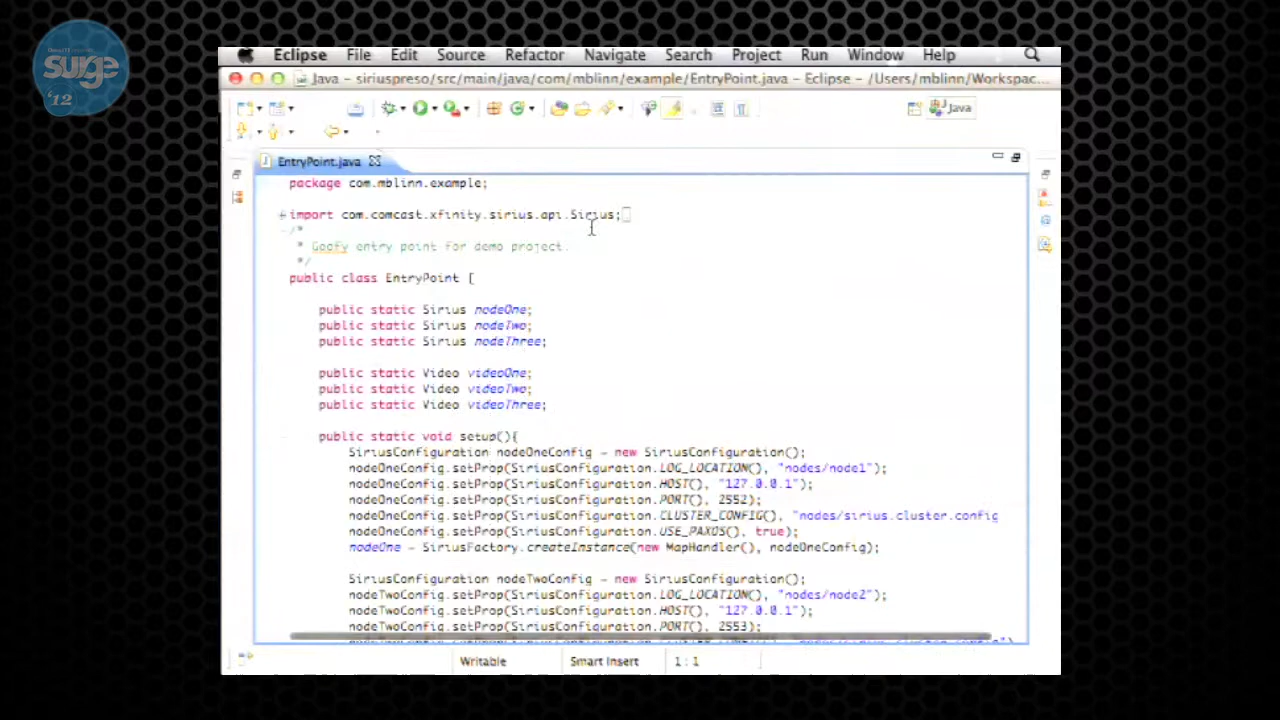 surge
'12
Eclipse File Edit Source Refactor Navigate Search Project Run Window Help
Java – siriuspreso/src/main/java/com/mblinn/example/EntryPoint.java – Eclipse – /Users/mblinn/Workspac...
Java
EntryPoint.java
package com.mblinn.example;
import com.comcast.xfinity.sirius.api.Sirius;
/*
* Goofy entry point for demo project.
*/
public class EntryPoint {
public static Sirius nodeOne;
public static Sirius nodeTwo;
public static Sirius nodeThree;
public static Video videoOne;
public static Video videoTwo;
public static Video videoThree;
public static void setup(){
SiriusConfiguration nodeOneConfig = new SiriusConfiguration();
nodeOneConfig.setProp(SiriusConfiguration.LOG_LOCATION(), "nodes/node1");
nodeOneConfig.setProp(SiriusConfiguration.HOST(), "127.0.0.1");
nodeOneConfig.setProp(SiriusConfiguration.PORT(), 2552);
nodeOneConfig.setProp(SiriusConfiguration.CLUSTER_CONFIG(), "nodes/sirius.cluster.config
nodeOneConfig.setProp(SiriusConfiguration.USE_PAXOS(), true);
nodeOne = SiriusFactory.createInstance(new MapHandler(), nodeOneConfig);
SiriusConfiguration nodeTwoConfig = new SiriusConfiguration();
nodeTwoConfig.setProp(SiriusConfiguration.LOG_LOCATION(), "nodes/node2");
nodeTwoConfig.setProp(SiriusConfiguration.HOST(), "127.0.0.1");
nodeTwoConfig.setProp(SiriusConfiguration.PORT(), 2553);
Writable Smart Insert 1 : 1